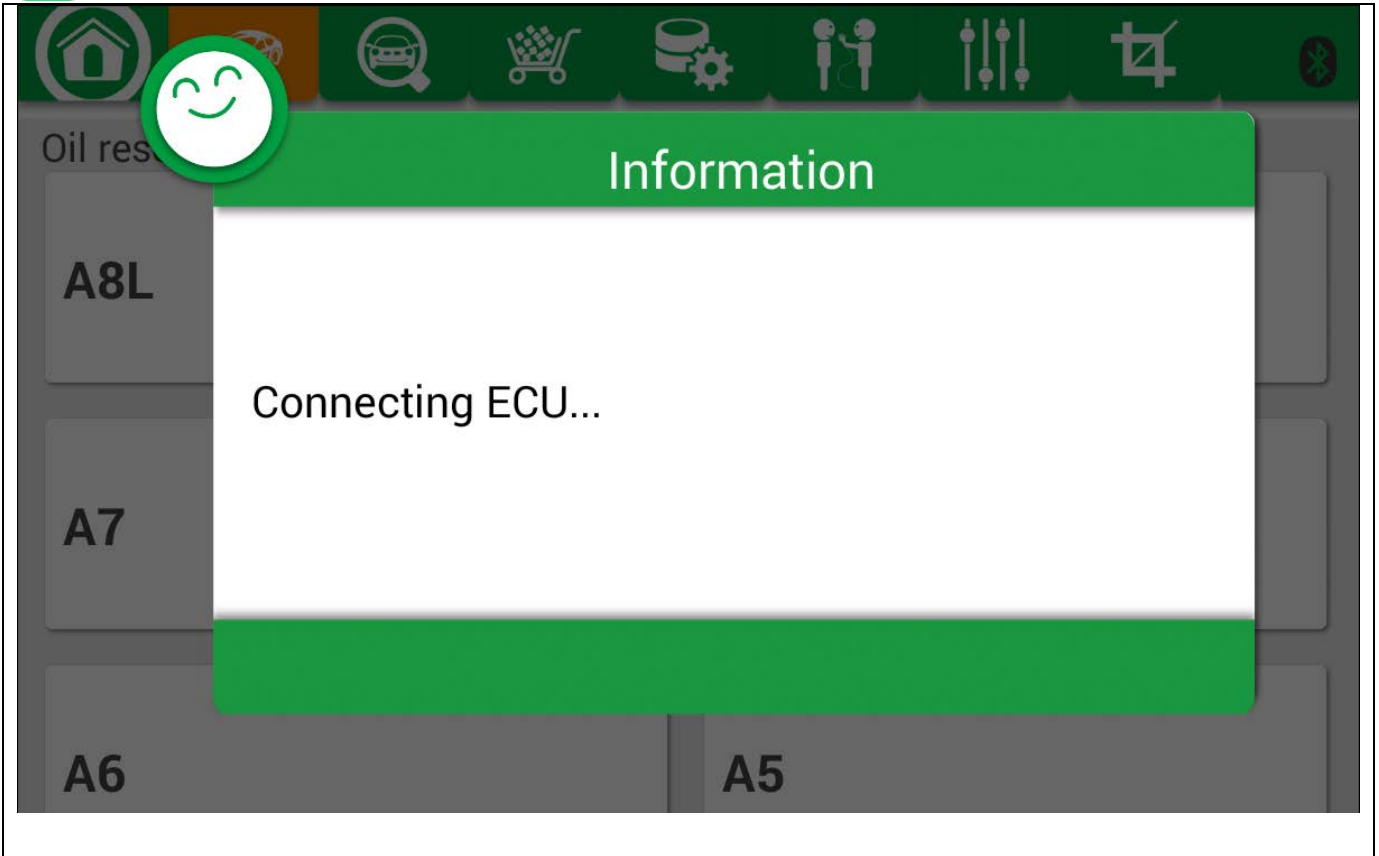 Oil res
Information
A8L
Connecting ECU...
A7
A6
A5